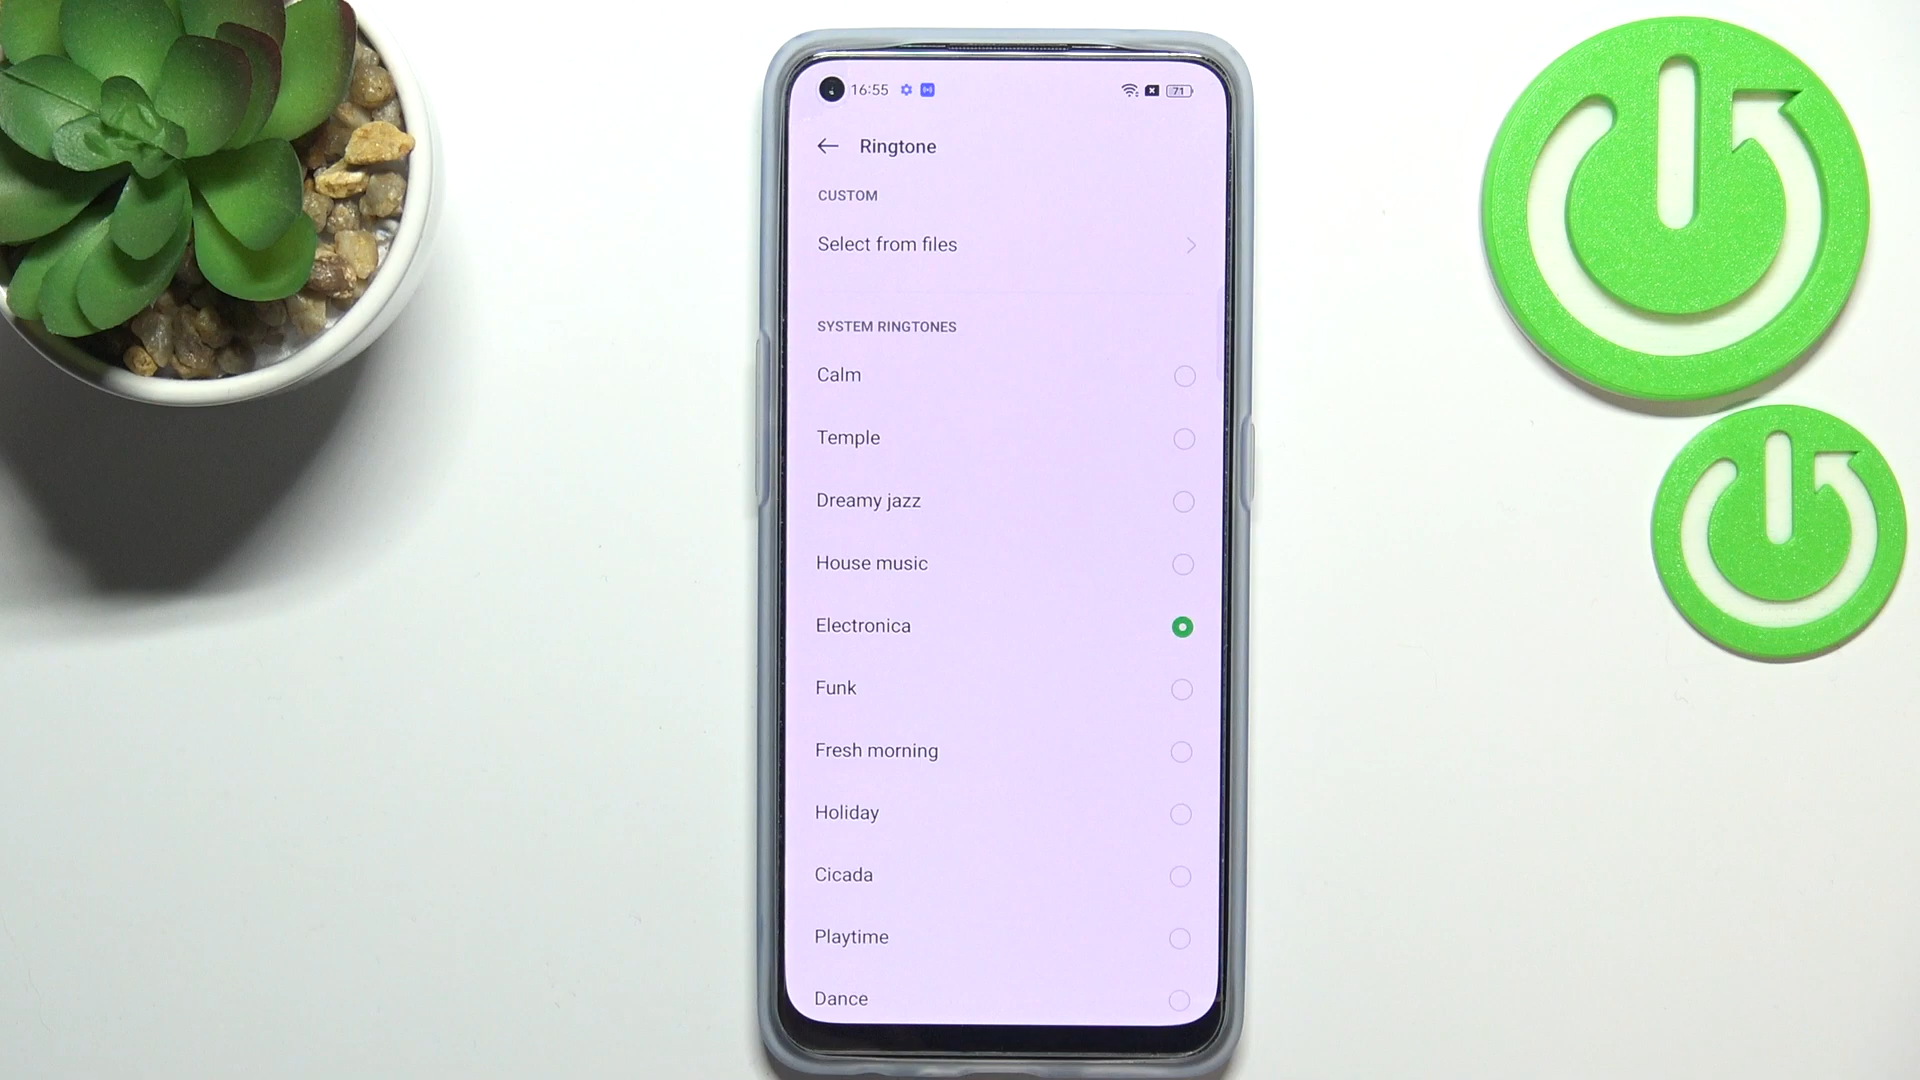 16:55
71
Ringtone
CUSTOM
Select from files
SYSTEM RINGTONES
Calm
Temple
Dreamy jazz
House music
Electronica
Funk
Fresh morning
Holiday
Cicada
Playtime
Dance